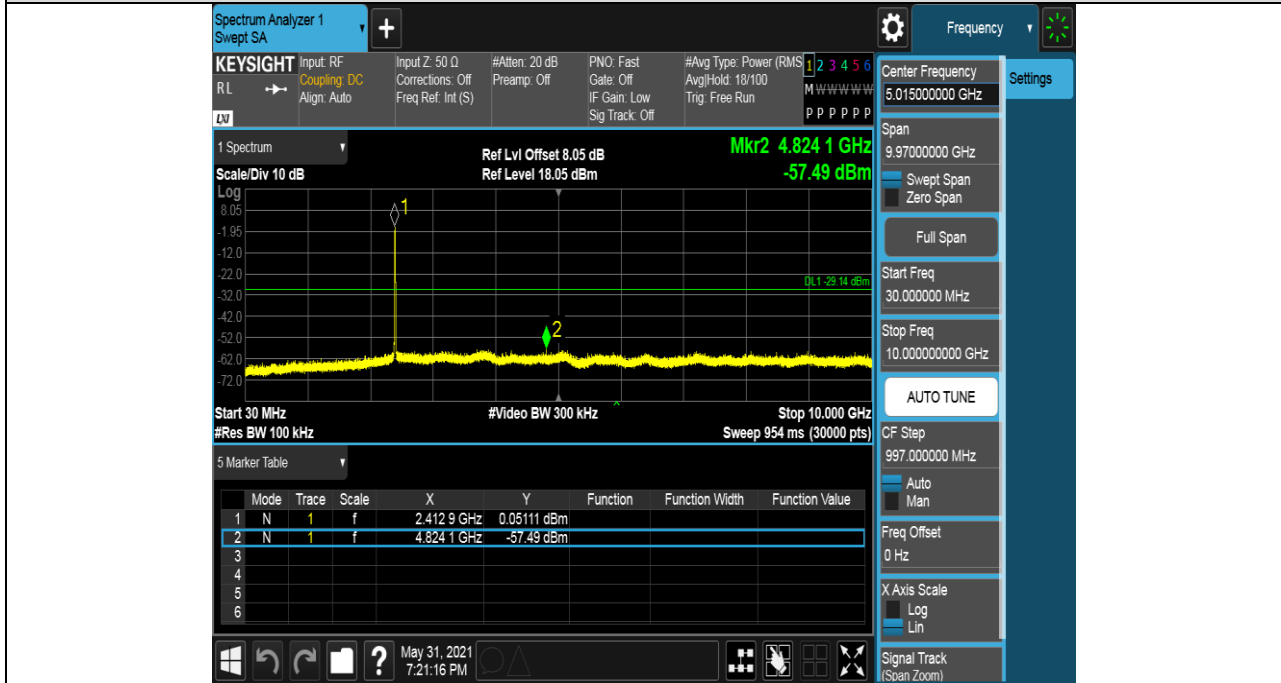 Spectrum Analyzer 1
Swept SA
+
Frequency
KEYSIGHT Input: RF Input Z: 50 Ω #Atten: 20 dB PNO: Fast #Avg Type: Power (RMS 1 2 3 4 5 6
RL Coupling: DC Corrections: Off Preamp: Off Gate: Off Avg|Hold: 18/100 M W W W W W
Align: Auto Freq Ref: Int (S) IF Gain: Low Trig: Free Run
LXI Sig Track: Off P P P P P P
1 Spectrum
Ref Lvl Offset 8.05 dB
Mkr2 4.824 1 GHz
Scale/Div 10 dB
Ref Level 18.05 dBm
-57.49 dBm
Log
8.05
1
-1.95
-12.0
-22.0
DL1 -29.14 dBm
-32.0
-42.0
2
-52.0
-62.0
-72.0
Start 30 MHz #Video BW 300 kHz Stop 10.000 GHz
#Res BW 100 kHz Sweep 954 ms (30000 pts)
5 Marker Table
Mode Trace Scale X Y Function Function Width Function Value
1 N 1 f 2.412 9 GHz 0.05111 dBm
2 N 1 f 4.824 1 GHz -57.49 dBm
3
4
5
6
?
May 31, 2021
7:21:16 PM
Center Frequency
5.015000000 GHz
Settings
Span
9.97000000 GHz
Swept Span
Zero Span
Full Span
Start Freq
30.000000 MHz
Stop Freq
10.000000000 GHz
AUTO TUNE
CF Step
997.000000 MHz
Auto
Man
Freq Offset
0 Hz
X Axis Scale
Log
Lin
Signal Track
(Span Zoom)